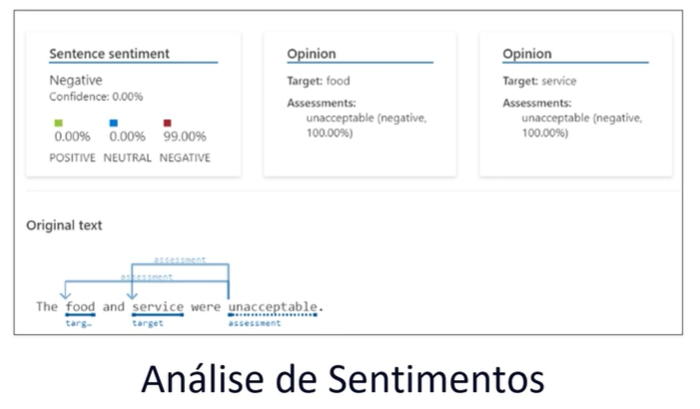 Sentence sentiment
Negative
Confidence: 0.00%
0.00% 0.00% 99.00%
POSITIVE NEUTRAL NEGATIVE
Opinion
Target: food
Assessments:
unacceptable (negative,
100.00%)
Opinion
Target: service
Assessments:
unacceptable (negative,
100.00%)
Original text
assessment
assessment
The food and service were unacceptable.
targ… target assessment
Análise de Sentimentos